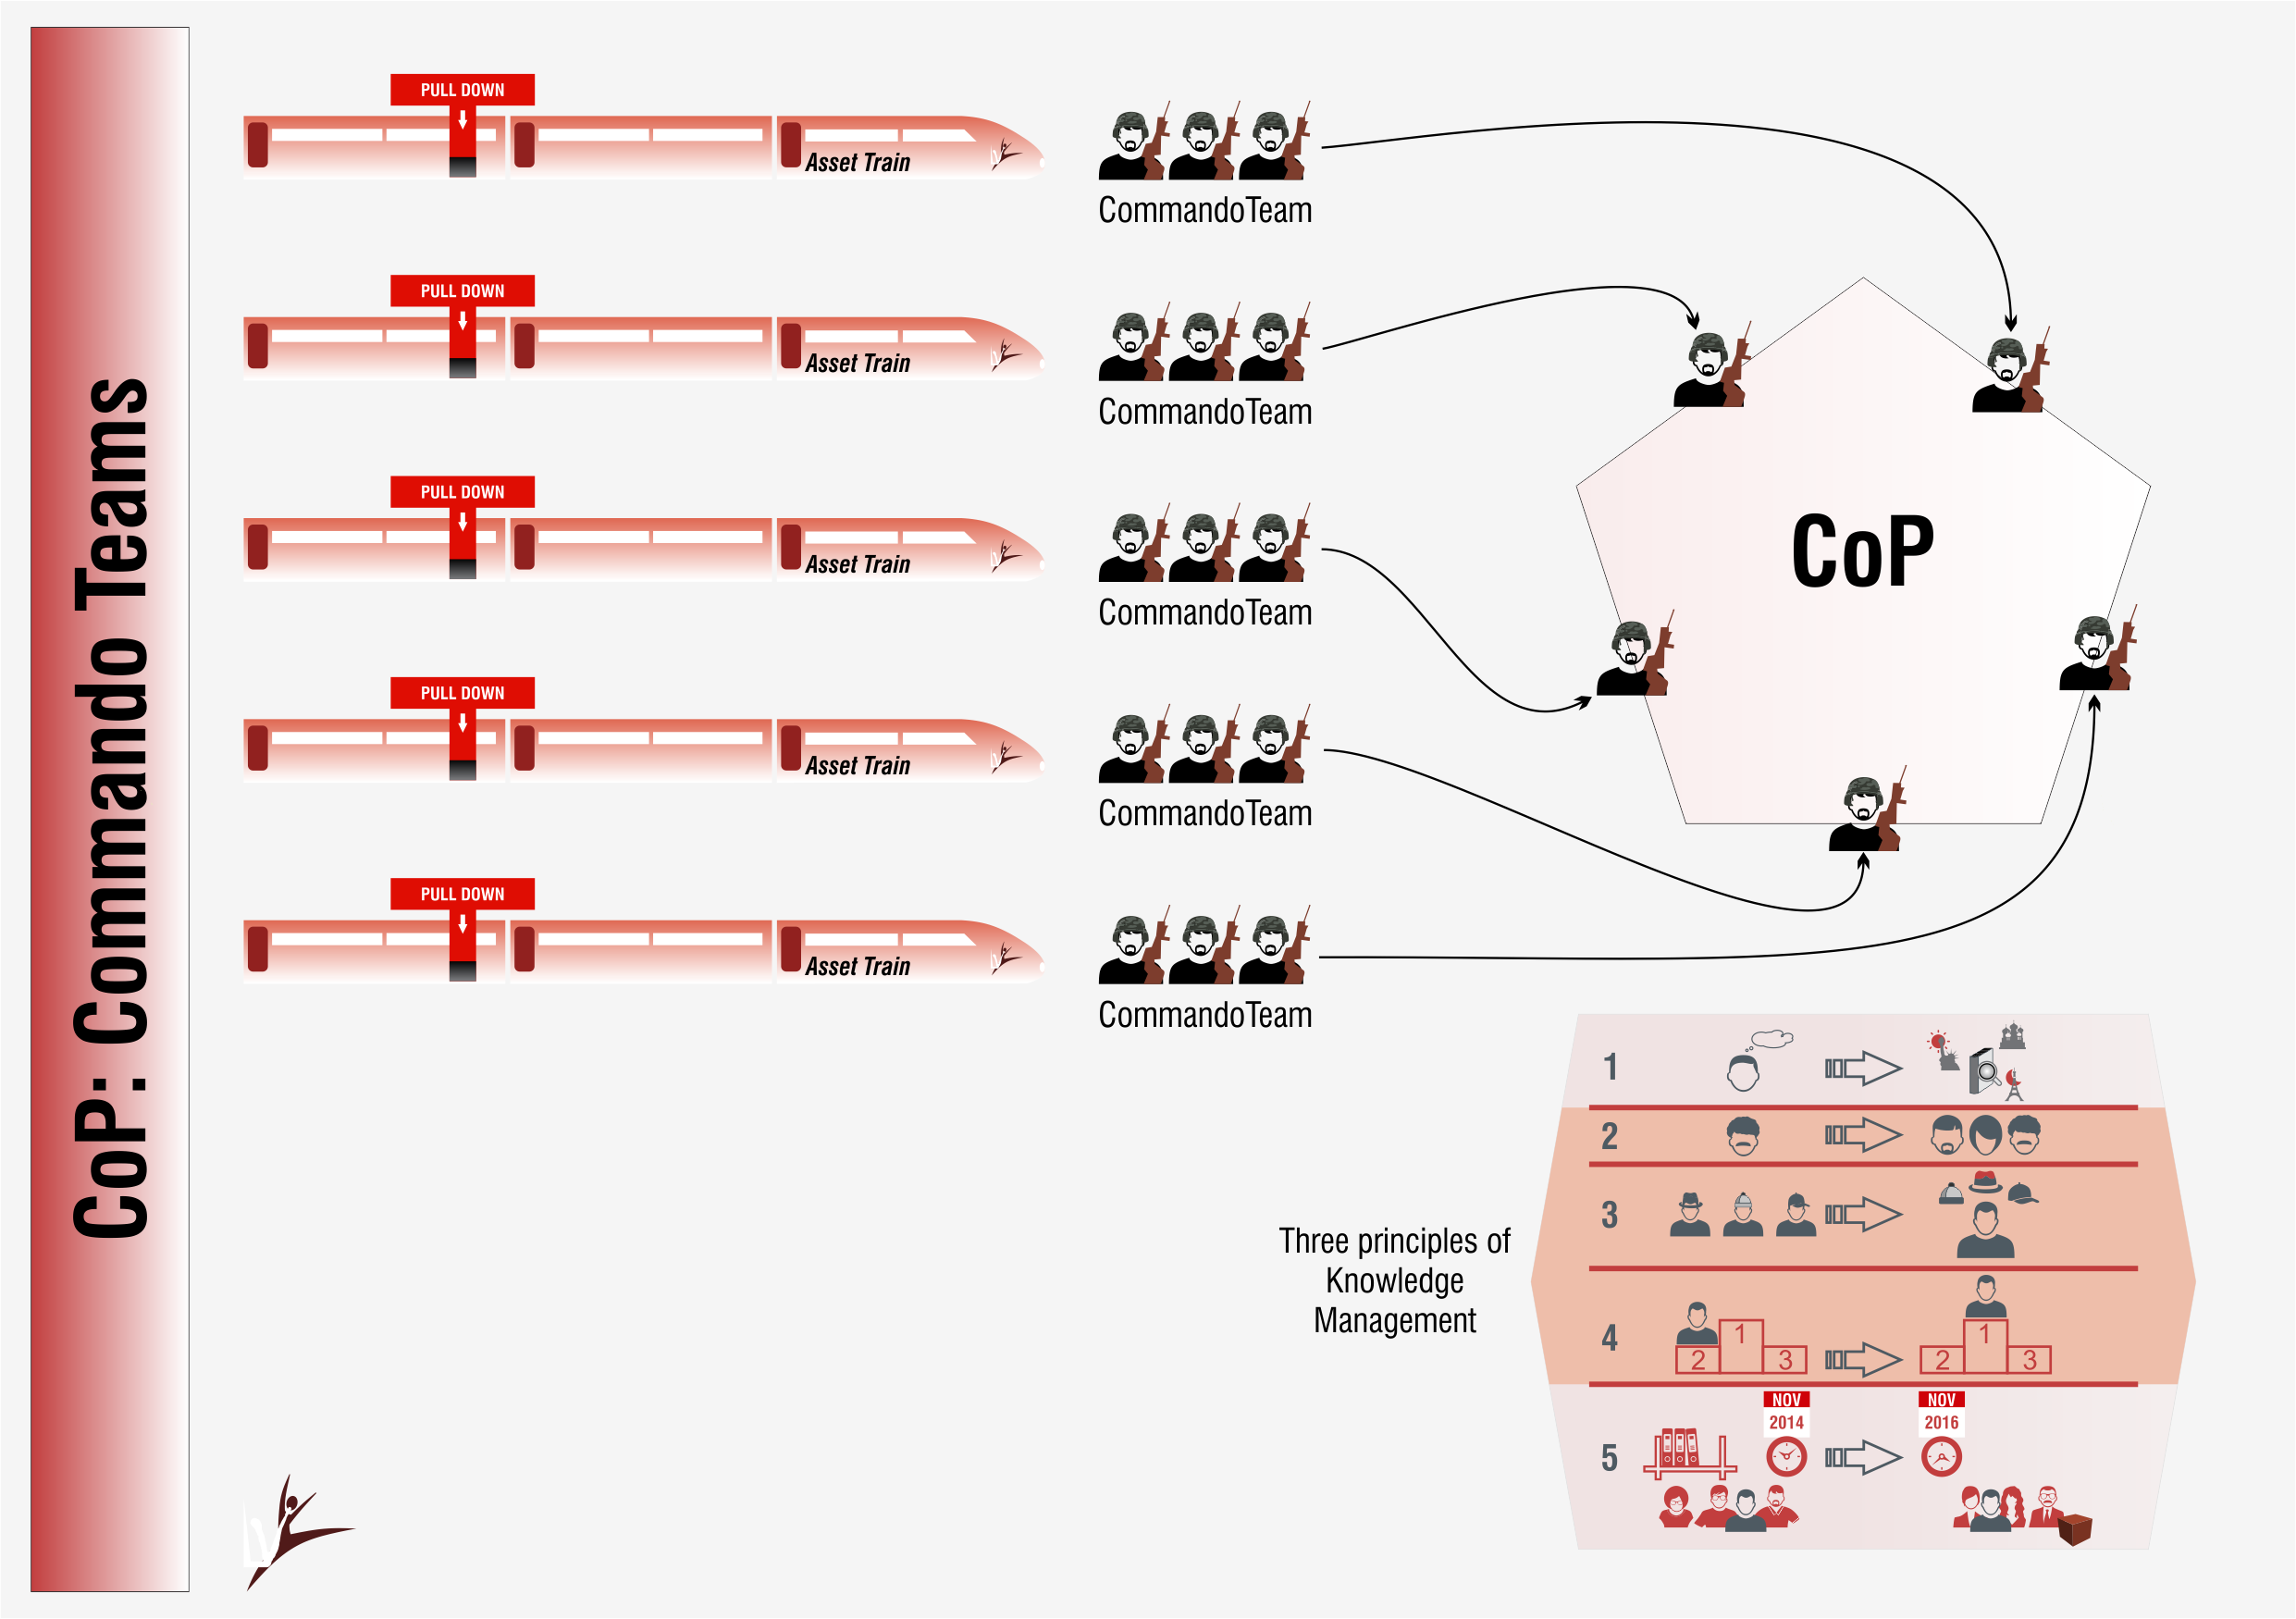 CoP: Commando Teams
PULL DOWN
Asset Train
CommandoTeam
PULL DOWN
Asset Train
CommandoTeam
PULL DOWN
Asset Train
CommandoTeam
PULL DOWN
Asset Train
CommandoTeam
PULL DOWN
Asset Train
CommandoTeam
CoP
Three principles of
Knowledge
Management
1
2
3
4
1
2
3
1
2
3
5
NOV
2014
NOV
2016